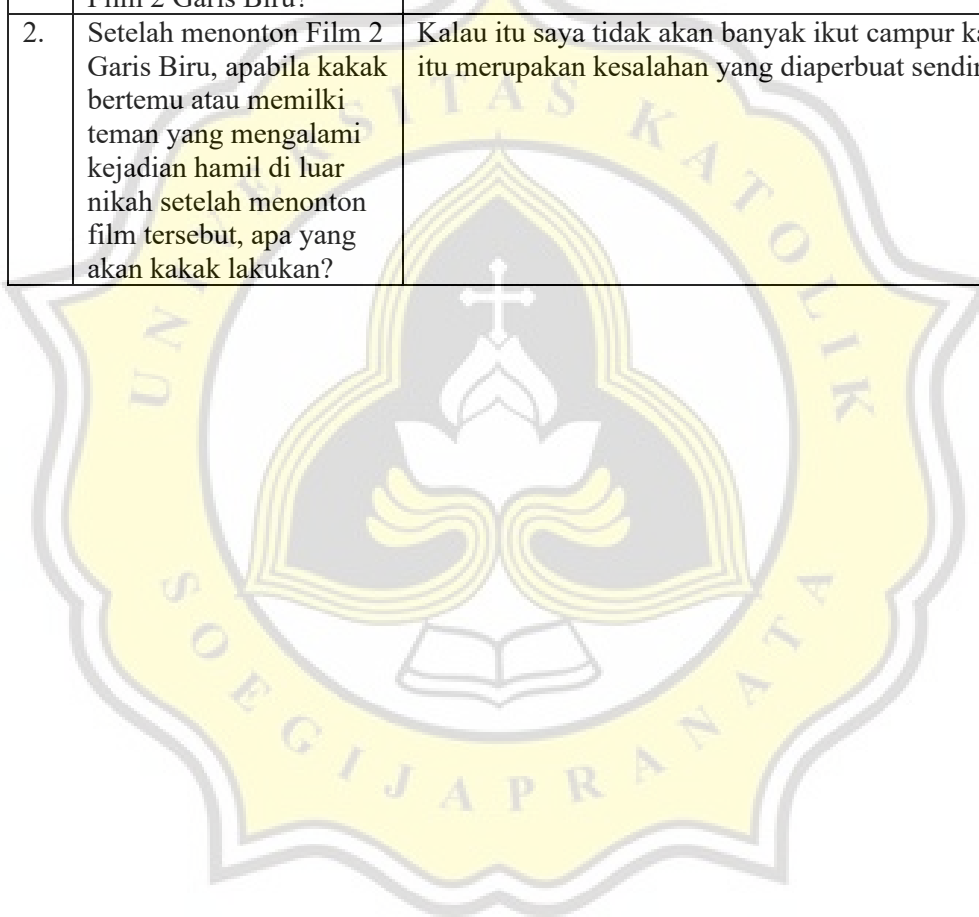 Film 2 Garis Biru?
2.
Setelah menonton Film 2
Garis Biru, apabila kakak
bertemu atau memilki
teman yang mengalami
kejadian hamil di luar
nikah setelah menonton
film tersebut, apa yang
akan kakak lakukan?
Kalau itu saya tidak akan banyak ikut campur
itu merupakan kesalahan yang diaperbuat
UNIVERSITAS KATOLIK
SOEGIJAPRANATA